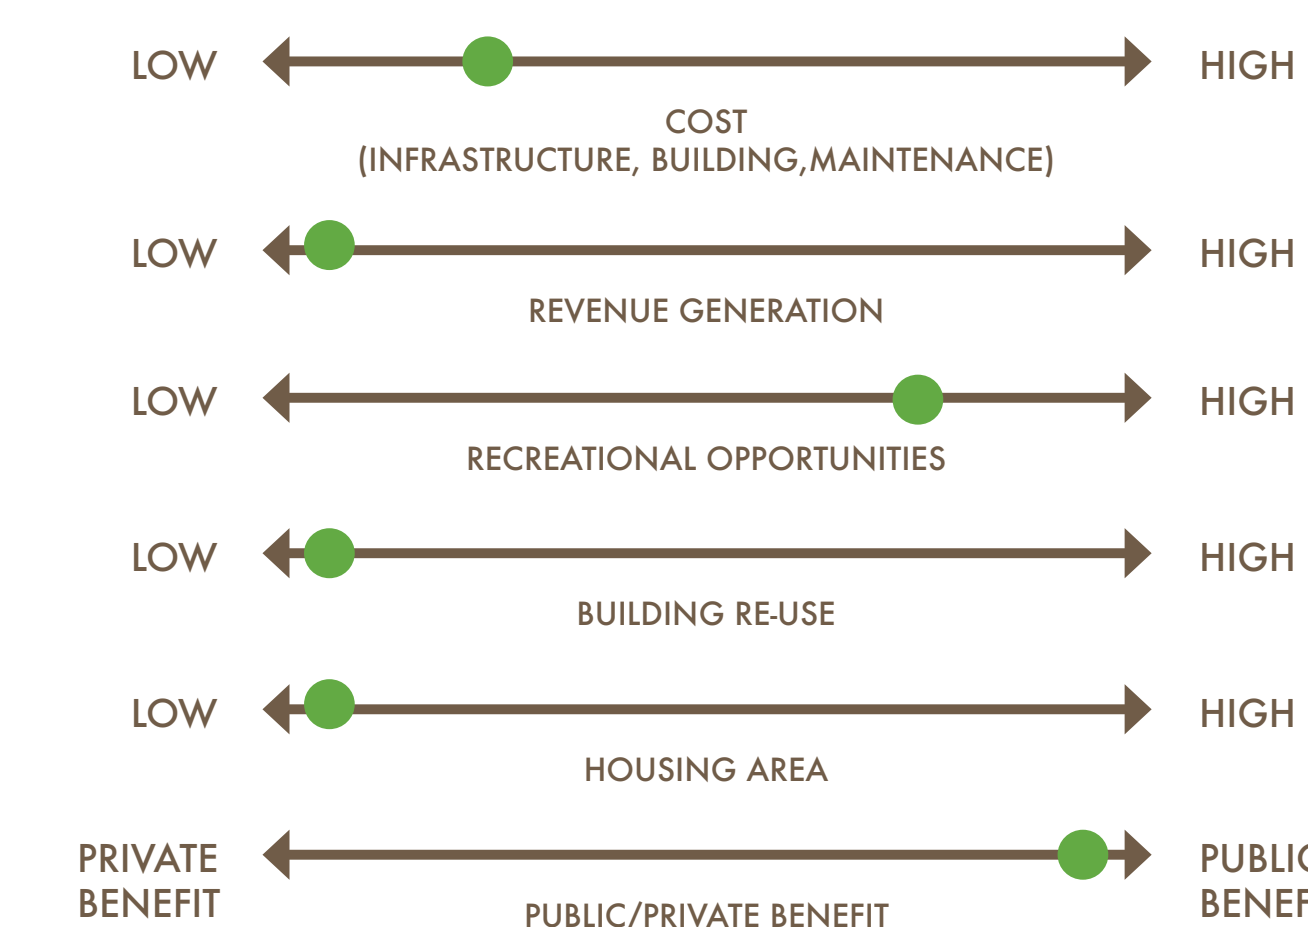 LOW HIGH
COST
(INFRASTRUCTURE, BUILDING,MAINTENANCE)
LOW HIGH
REVENUE GENERATION
LOW HIGH
RECREATIONAL OPPORTUNITIES
LOW HIGH
BUILDING RE-USE
LOW HIGH
HOUSING AREA
PRIVATE
BENEFIT
PUBLIC/PRIVATE BENEFIT